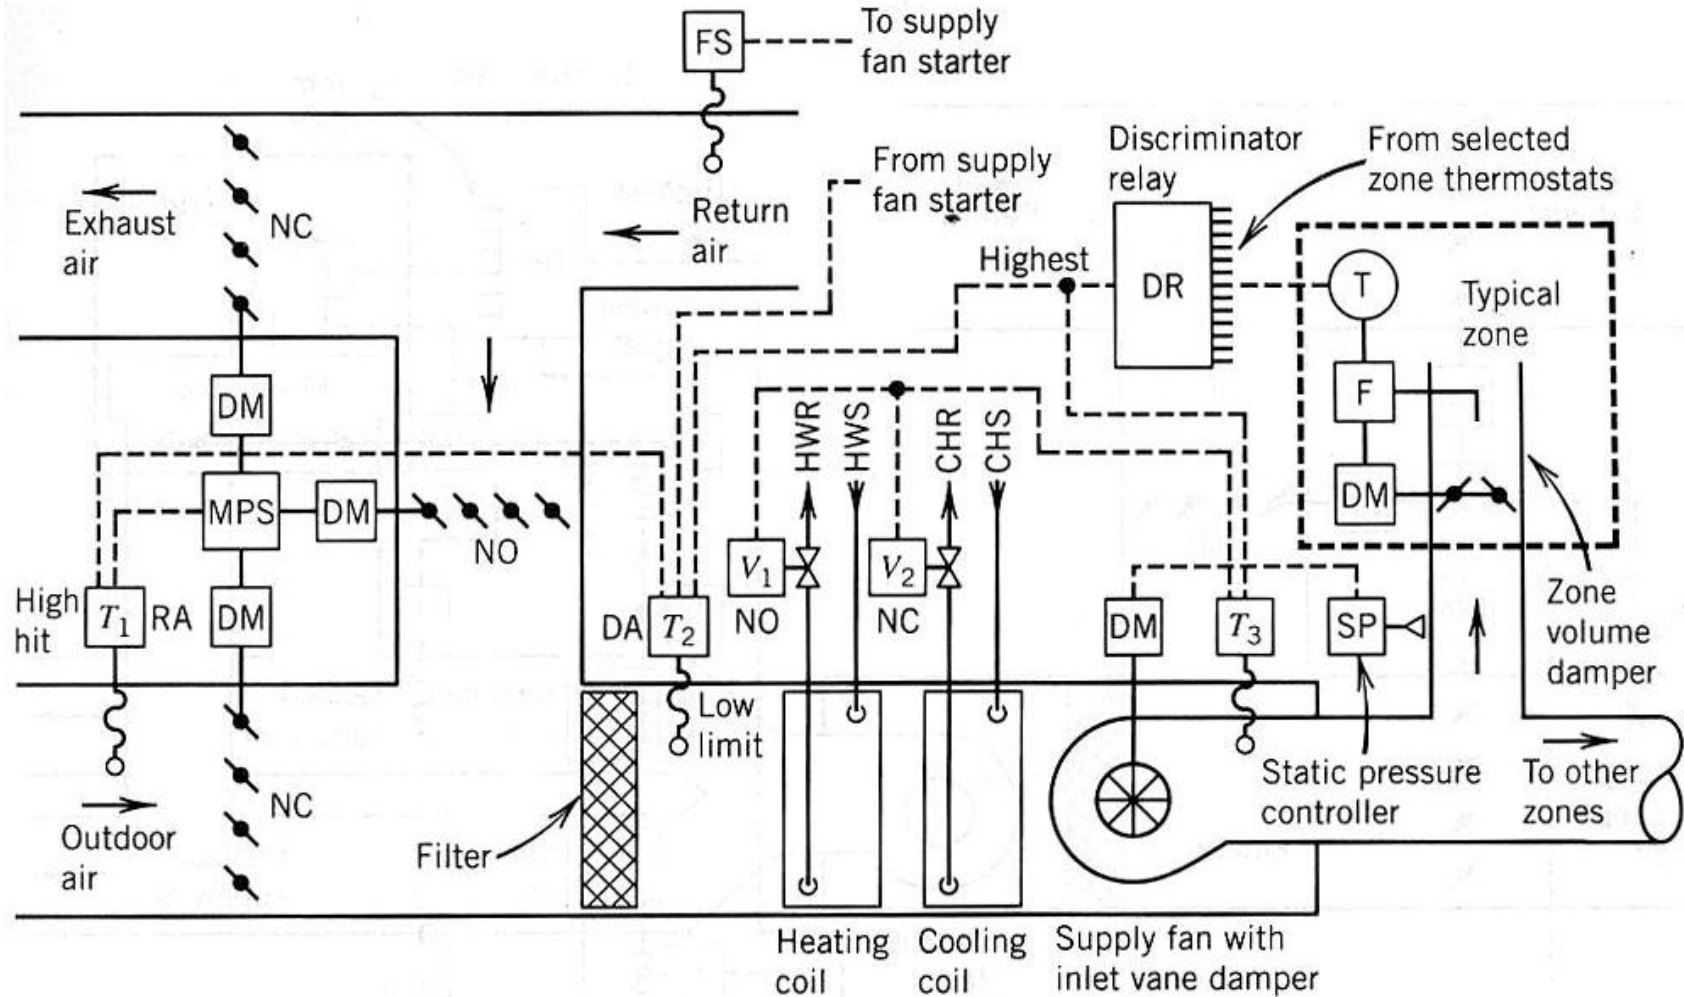 FS
To supply
fan starter
Discriminator
relay
From selected
zone thermostats
From supply
fan starter
Exhaust
air
NC
Return
air
Highest
DR
T
Typical
zone
F
DM
DM
HWR
HWS
CHR
CHS
MPS
DM
NO
High
hit
T1
RA
DM
DA
T2
V1
NO
V2
NC
DM
T3
SP
Zone
volume
damper
Low
limit
Outdoor
air
NC
Filter
Static pressure
controller
To other
zones
Heating
coil
Cooling
coil
Supply fan with
inlet vane damper